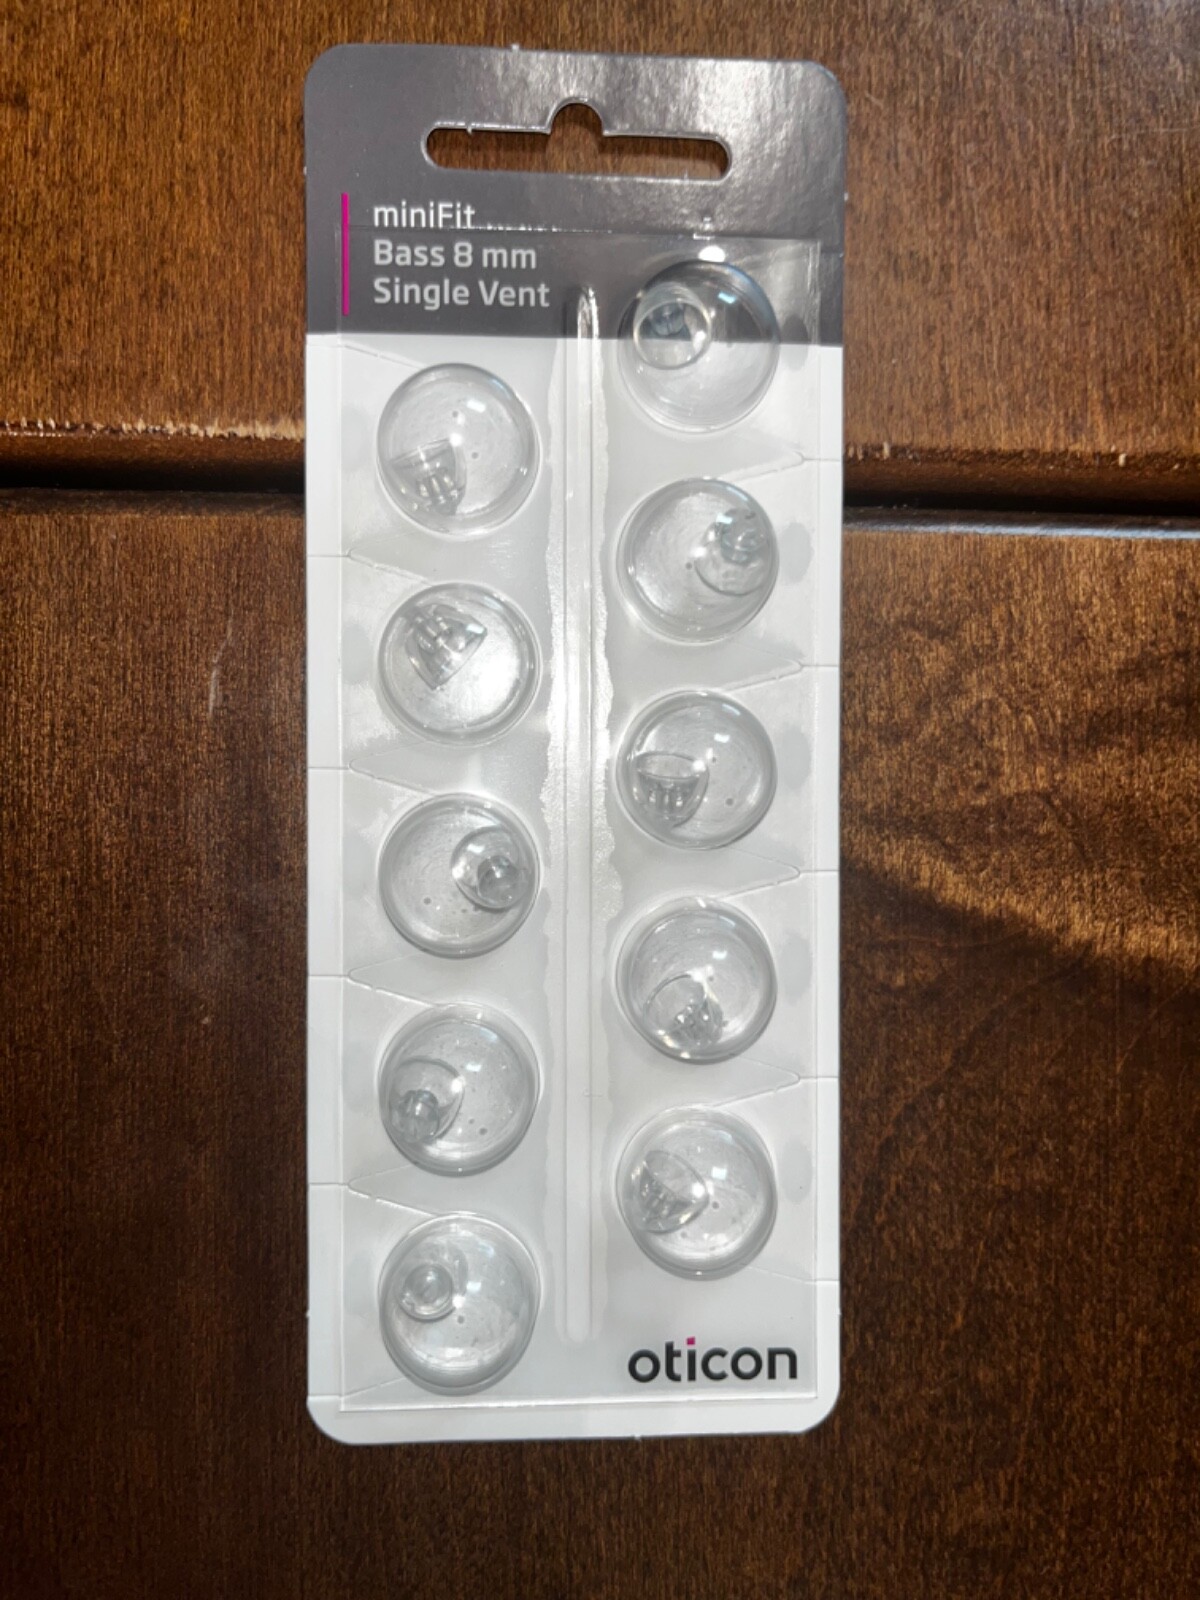 miniFit
Bass 8 mm
Single Vent
oticon